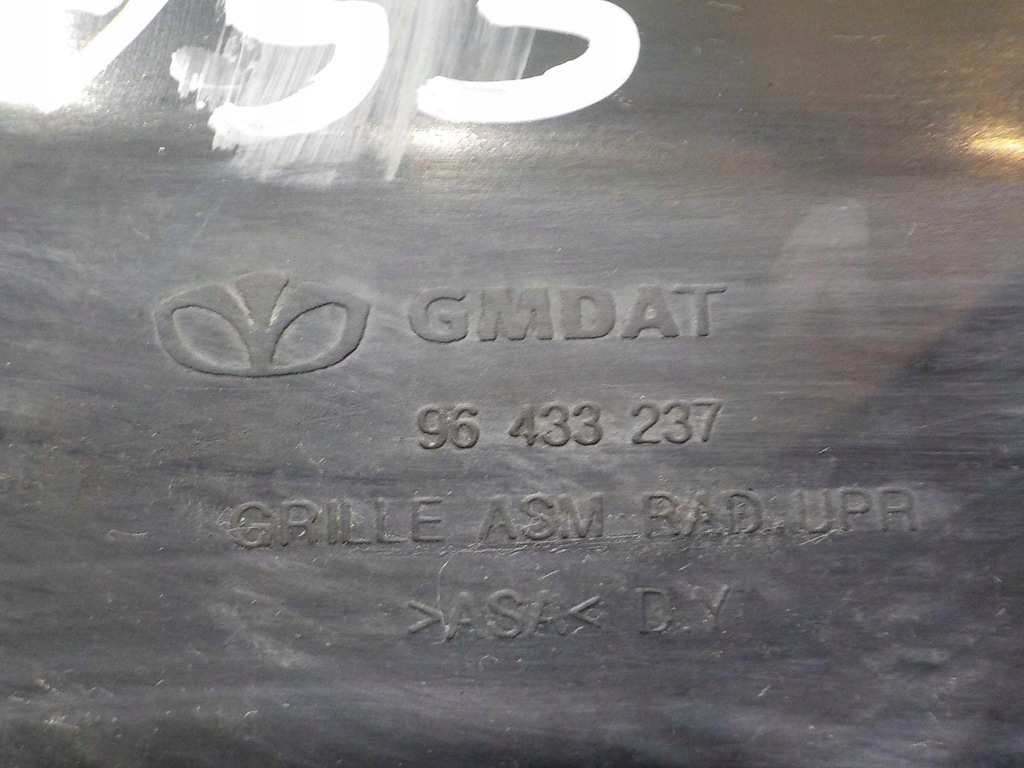 GMDAT
96 433 237
GRILLE ASM RAD.UPR
>ASA< D.Y